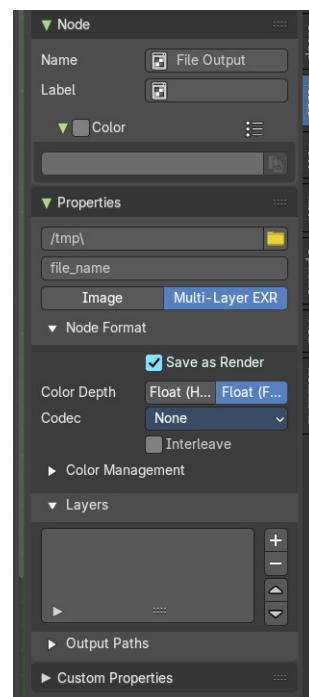 Node
Name File Output
Label
Color
Properties
/tmp\
file_name
Image Multi-Layer EXR
Node Format
Save as Render
Color Depth Float (H... Float (F...
Codec None
Interleave
Color Management
Layers
Output Paths
Custom Properties